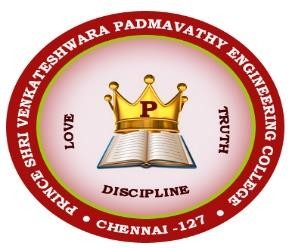 PRINCE SHRI VENKATESHWARA PADMAVATHY ENGINEERING COLLEGE
• CHENNAI -127 •
P
LOVE
TRUTH
DISCIPLINE